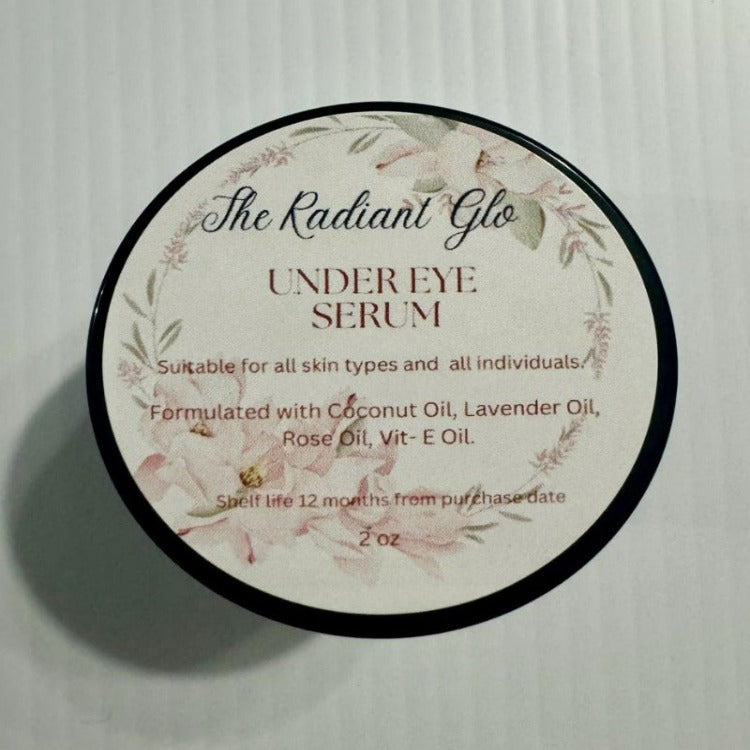 The Radiant Glo
UNDER EYE
SERUM
Suitable for all skin types and all individuals.
Formulated with Coconut Oil, Lavender Oil,
Rose Oil, Vit- E Oil.
Shelf life 12 months from purchase date
2 oz